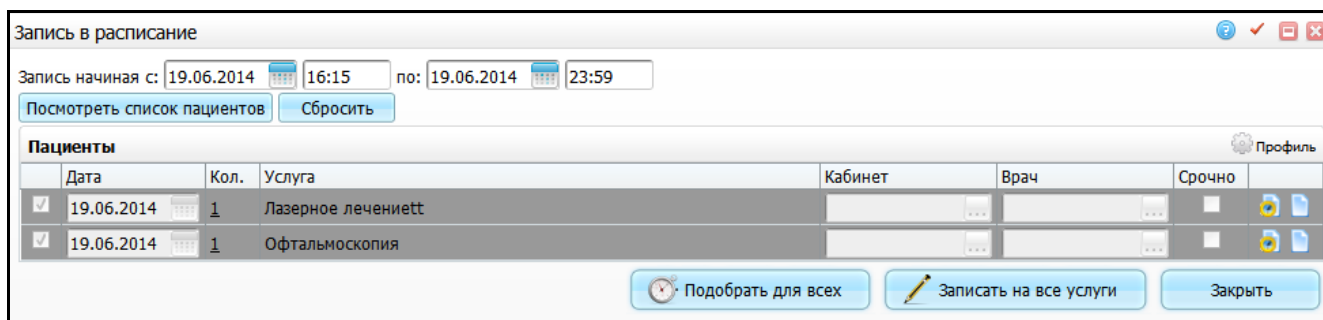 Запись в расписание
Запись начиная с: 19.06.2014 16:15 по: 19.06.2014 23:59
Посмотреть список пациентов Сбросить
Пациенты Профиль
Дата Кол. Услуга Кабинет Врач Срочно
19.06.2014 1 Лазерное лечениеtt ... ...
19.06.2014 1 Офтальмоскопия ... ...
Подобрать для всех Записать на все услуги Закрыть